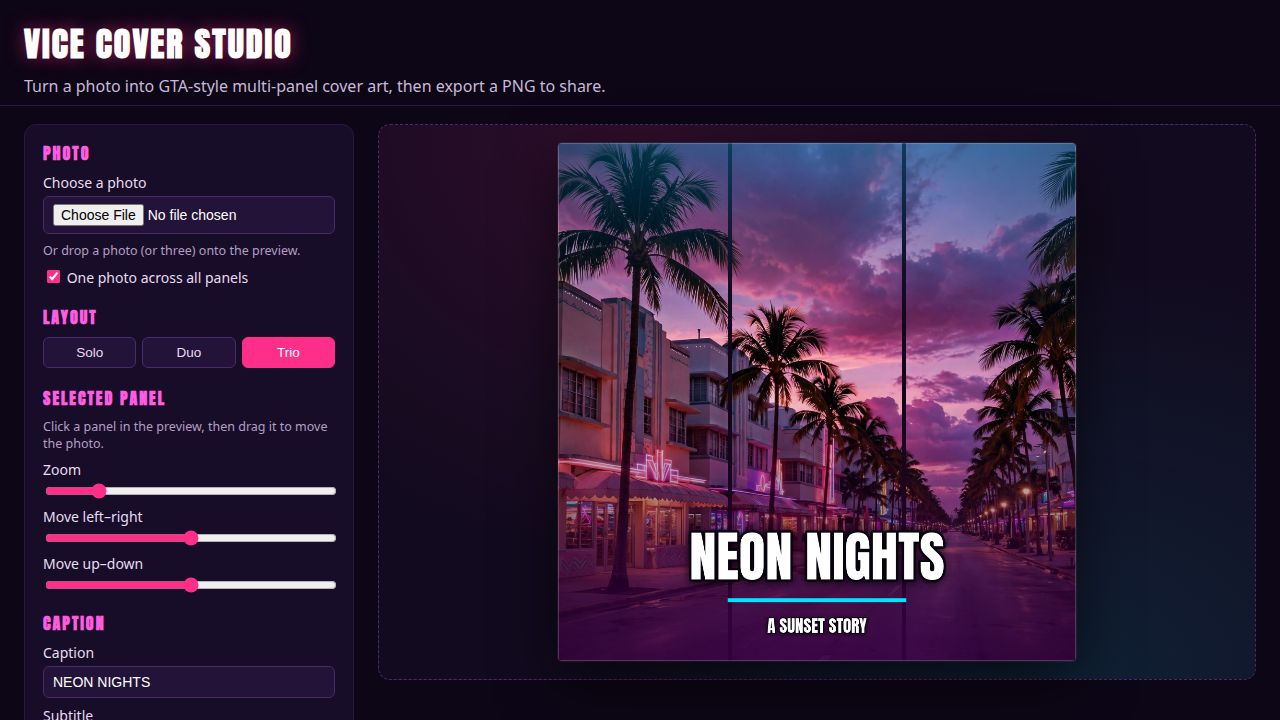 VICE COVER STUDIO
Turn a photo into GTA-style multi-panel cover art, then export a PNG to share.
PHOTO
Choose a photo
Choose File No file chosen
Or drop a photo (or three) onto the preview.
One photo across all panels
LAYOUT
Solo Duo Trio
SELECTED PANEL
Click a panel in the preview, then drag it to move
the photo.
Zoom
Move left–right
Move up–down
CAPTION
Caption
NEON NIGHTS
Subtitle
NEON NIGHTS
A SUNSET STORY